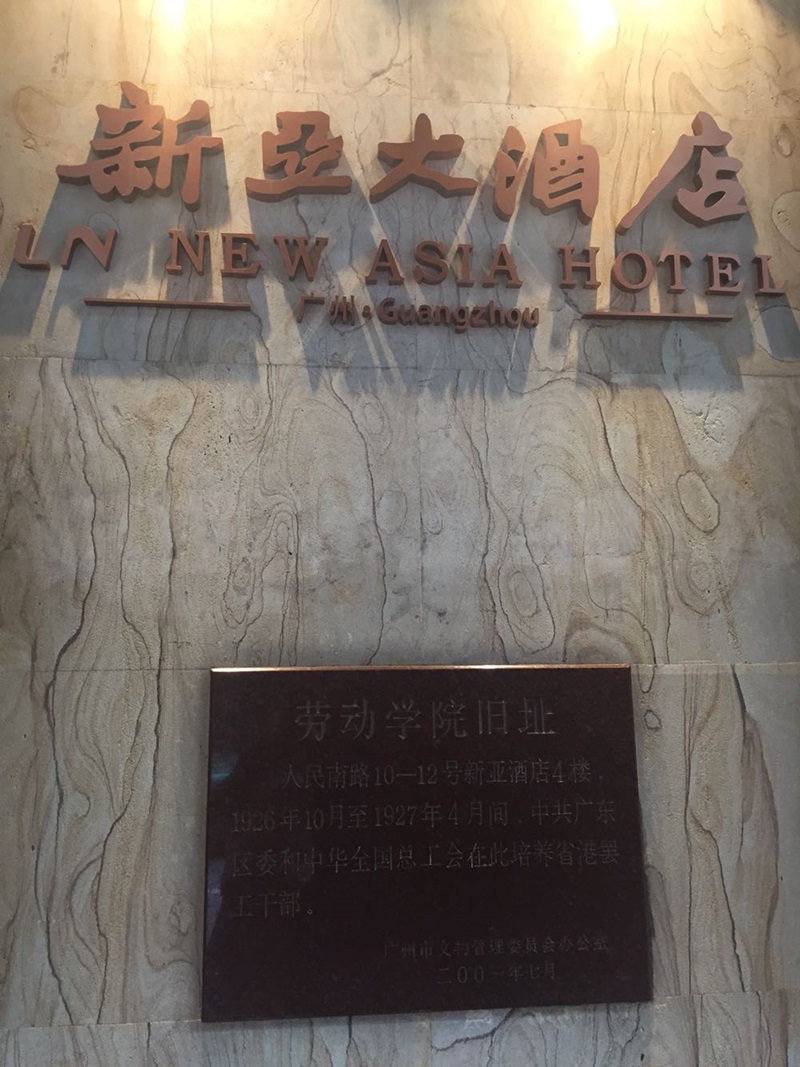 新亞大酒店
LN NEW ASIA HOTEL
广州·Guangzhou
劳动学院旧址
人民南路10—12号新亚酒店4楼，
1926年10月至1927年4月间，中共广东
区委和中华全国总工会在此培养省港罢
工干部。
广州市文物管理委员会办公室
二〇〇一年七月